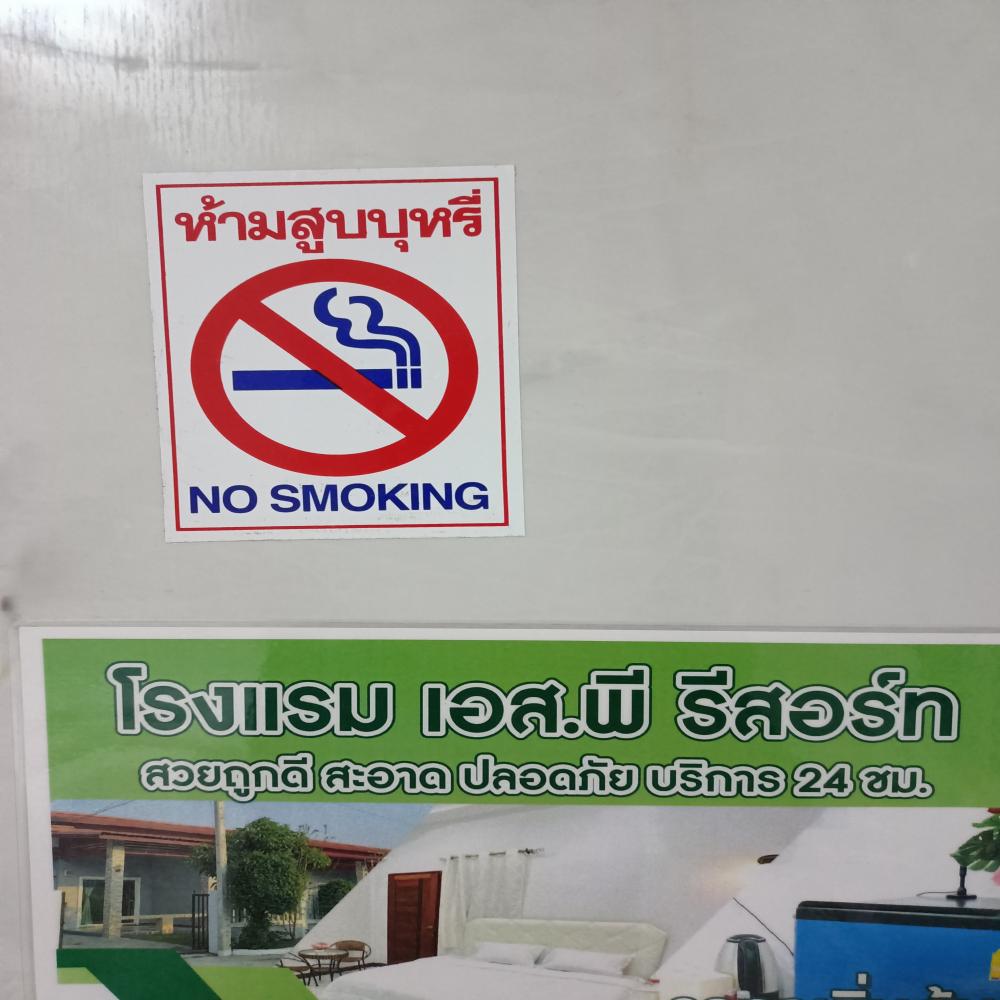 ห้ามสูบบุหรี่
NO SMOKING
โรงแรม เอส.พี รีสอร์ท
สวยถูกดี สะอาด ปลอดภัย บริการ 24 ชม.